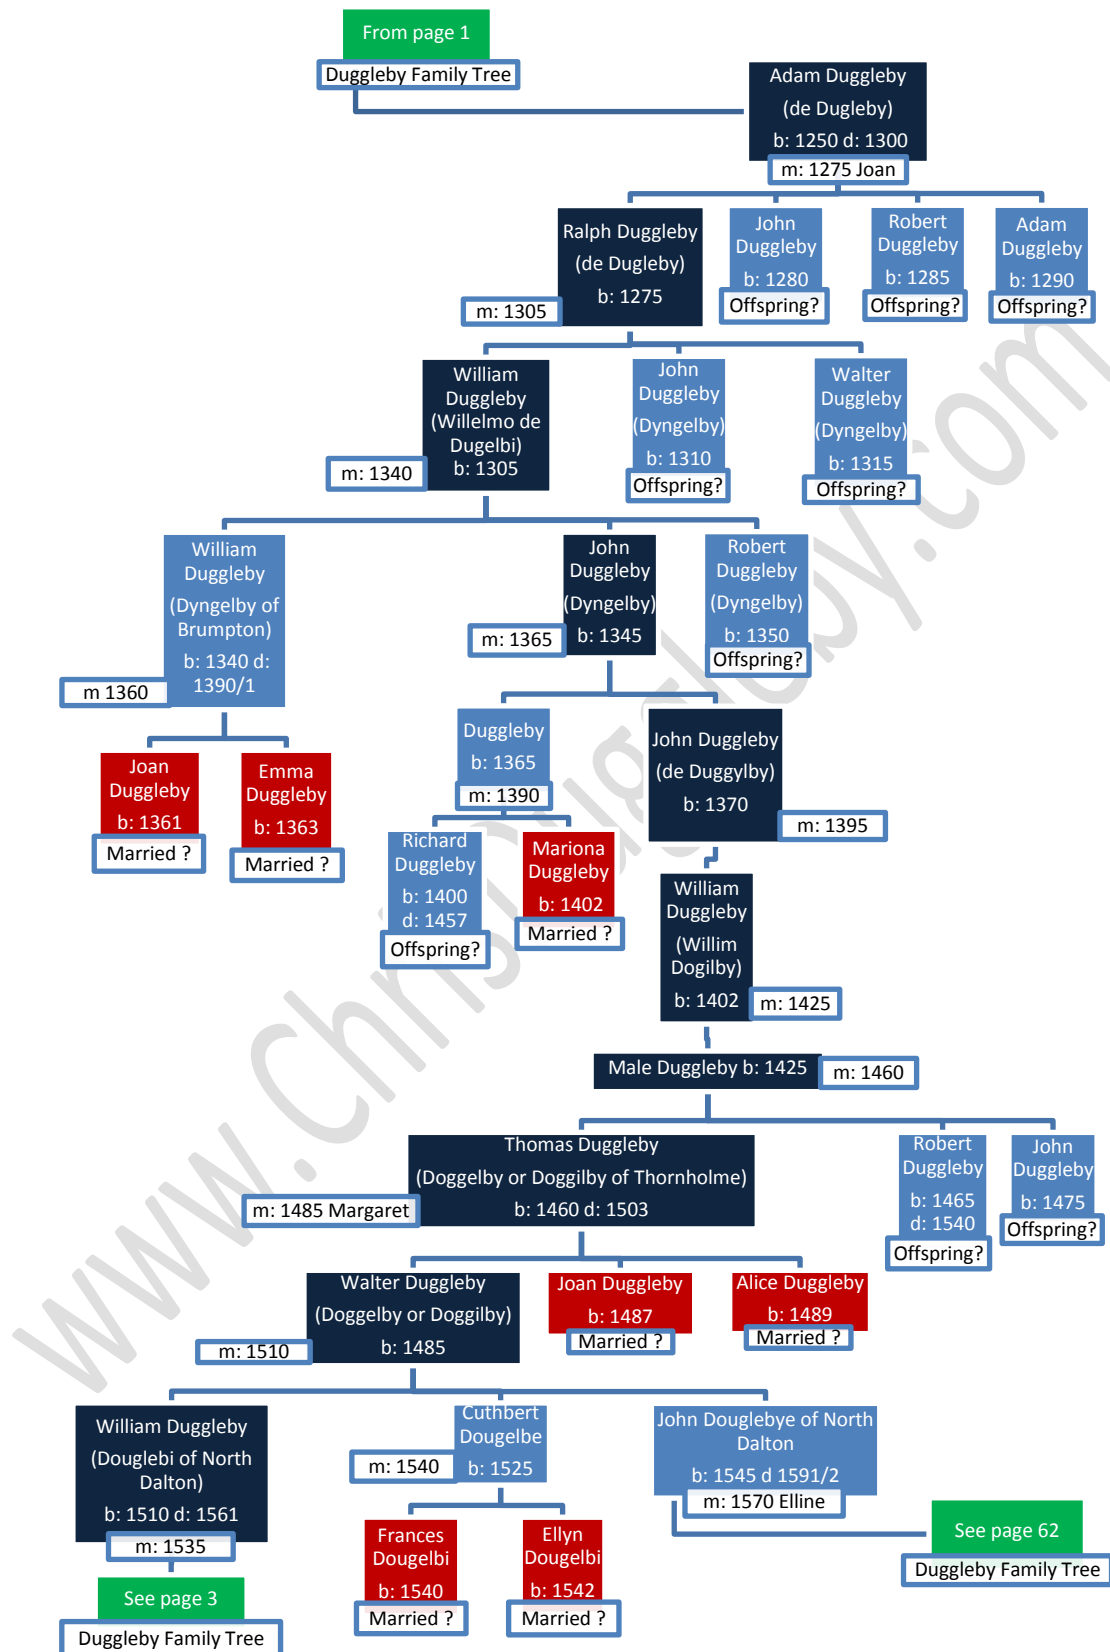 From page 1
Duggleby Family Tree
Adam Duggleby
(de Dugleby)
b: 1250 d: 1300
m: 1275 Joan
Ralph Duggleby
(de Dugleby)
b: 1275
m: 1305
John
Duggleby
b: 1280
Offspring?
Robert
Duggleby
b: 1285
Offspring?
Adam
Duggleby
b: 1290
Offspring?
William
Duggleby
(Willelmo de
Dugelbi)
b: 1305
m: 1340
John
Duggleby
(Dyngelby)
b: 1310
Offspring?
Walter
Duggleby
(Dyngelby)
b: 1315
Offspring?
William
Duggleby
(Dyngelby of
Brumpton)
b: 1340 d:
1390/1
m 1360
John
Duggleby
(Dyngelby)
b: 1345
m: 1365
Robert
Duggleby
(Dyngelby)
b: 1350
Offspring?
Joan
Duggleby
b: 1361
Married ?
Emma
Duggleby
b: 1363
Married ?
Duggleby
b: 1365
m: 1390
John Duggleby
(de Duggylby)
b: 1370
m: 1395
Richard
Duggleby
b: 1400
d: 1457
Offspring?
Mariona
Duggleby
b: 1402
Married ?
William
Duggleby
(Willim
Dogilby)
b: 1402
m: 1425
Male Duggleby b: 1425
m: 1460
Thomas Duggleby
(Doggelby or Doggilby of Thornholme)
b: 1460 d: 1503
m: 1485 Margaret
Robert
Duggleby
b: 1465
d: 1540
Offspring?
John
Duggleby
b: 1475
Offspring?
Walter Duggleby
(Doggelby or Doggilby)
b: 1485
m: 1510
Joan Duggleby
b: 1487
Married ?
Alice Duggleby
b: 1489
Married ?
William Duggleby
(Douglebi of North
Dalton)
b: 1510 d: 1561
m: 1535
Cuthbert
Dougelbe
b: 1525
m: 1540
John Douglebye of North
Dalton
b: 1545 d 1591/2
m: 1570 Elline
Frances
Dougelbi
b: 1540
Married ?
Ellyn
Dougelbi
b: 1542
Married ?
See page 62
Duggleby Family Tree
See page 3
Duggleby Family Tree
www.ChrisDuggleby.com